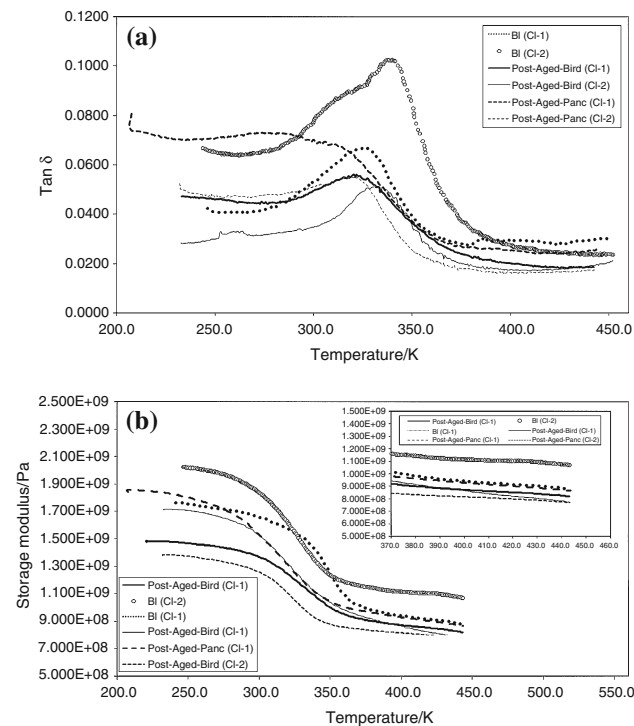 (a)
0.1200
0.1000
0.0800
0.0600
0.0400
0.0200
0.0000
Tan δ
200.0 250.0 300.0 350.0 400.0 450.0
Temperature/K
Bl (Cl-1)
Bl (Cl-2)
Post-Aged-Bird (Cl-1)
Post-Aged-Bird (Cl-2)
Post-Aged-Panc (Cl-1)
Post-Aged-Panc (Cl-2)
(b)
2.500E+09
2.300E+09
2.100E+09
1.900E+09
1.700E+09
1.500E+09
1.300E+09
1.100E+09
9.000E+08
7.000E+08
5.000E+08
Storage modulus/Pa
200.0 250.0 300.0 350.0 400.0 450.0 500.0 550.0
Temperature/K
Post-Aged-Bird (Cl-1)
Bl (Cl-2)
Bl (Cl-1)
Post-Aged-Bird (Cl-1)
Post-Aged-Panc (Cl-1)
Post-Aged-Bird (Cl-2)
1.500E+09
1.400E+09
1.300E+09
1.200E+09
1.100E+09
1.000E+09
9.000E+08
8.000E+08
7.000E+08
6.000E+08
5.000E+08
370.0 380.0 390.0 400.0 410.0 420.0 430.0 440.0 450.0 460.0
Post-Aged-Bird (Cl-1) Bl (Cl-2)
Bl (Cl-1) Post-Aged-Bird (Cl-1)
Post-Aged-Panc (Cl-1) Post-Aged-Panc (Cl-2)